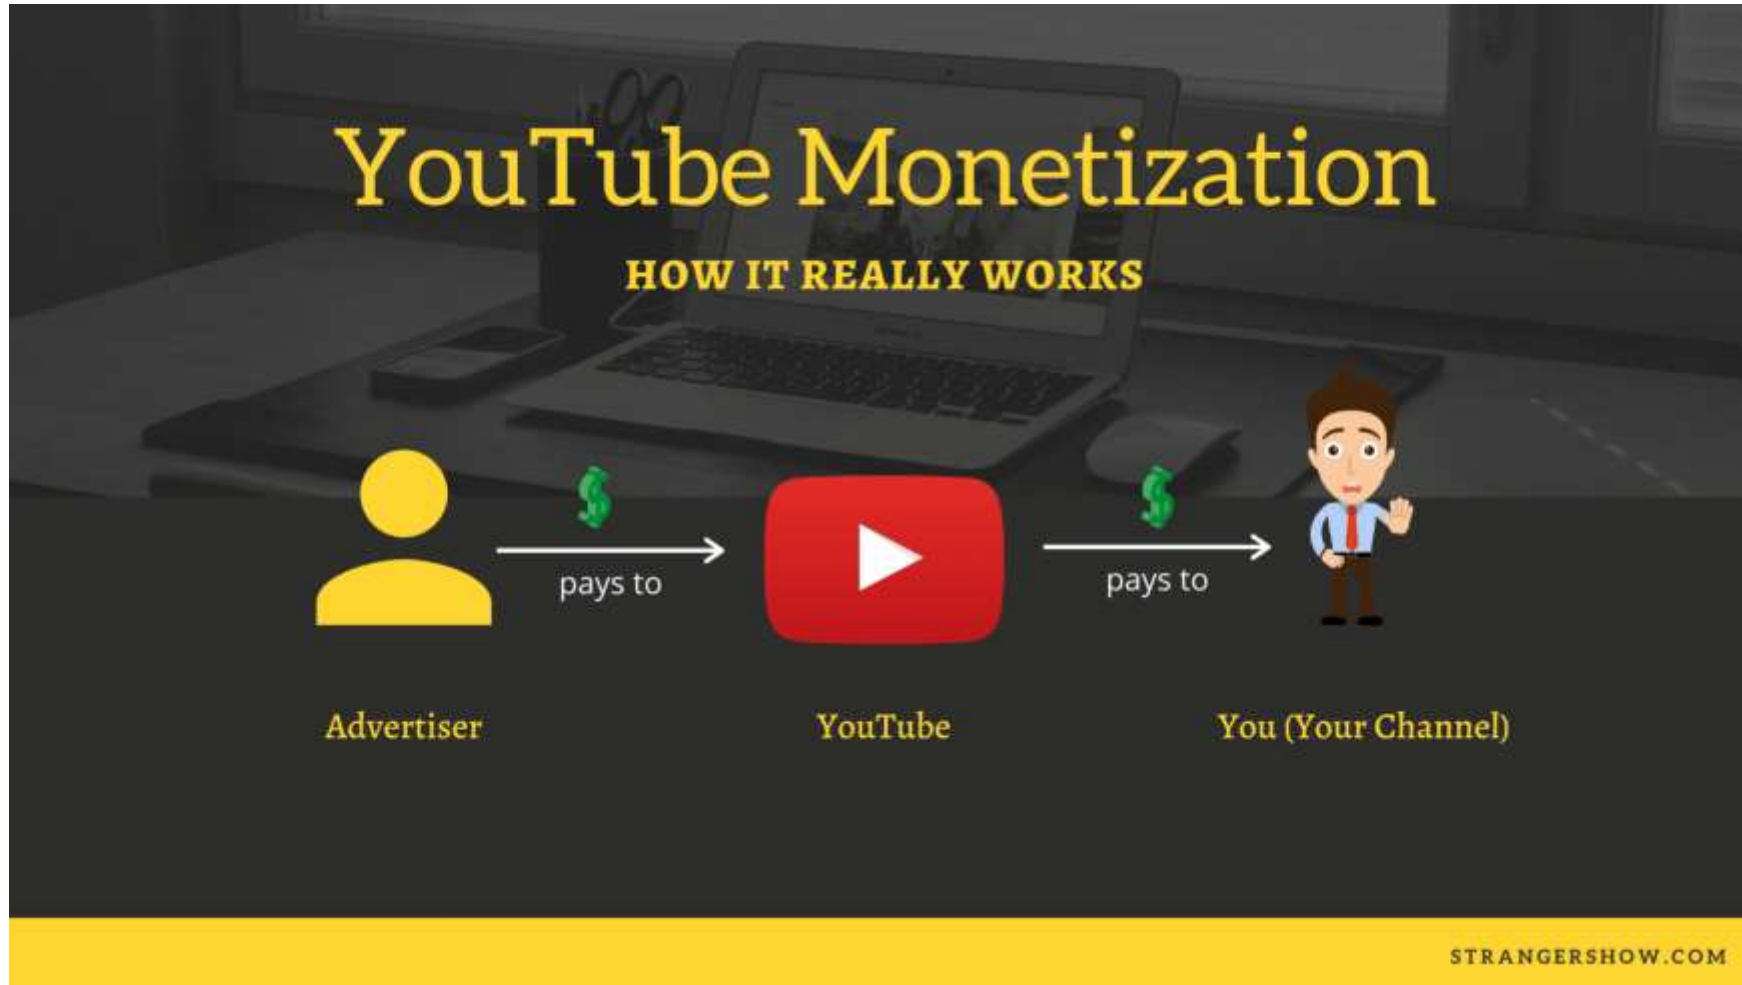 YouTube Monetization
HOW IT REALLY WORKS
pays to
pays to
Advertiser
YouTube
You (Your Channel)
STRANGERSHOW.COM